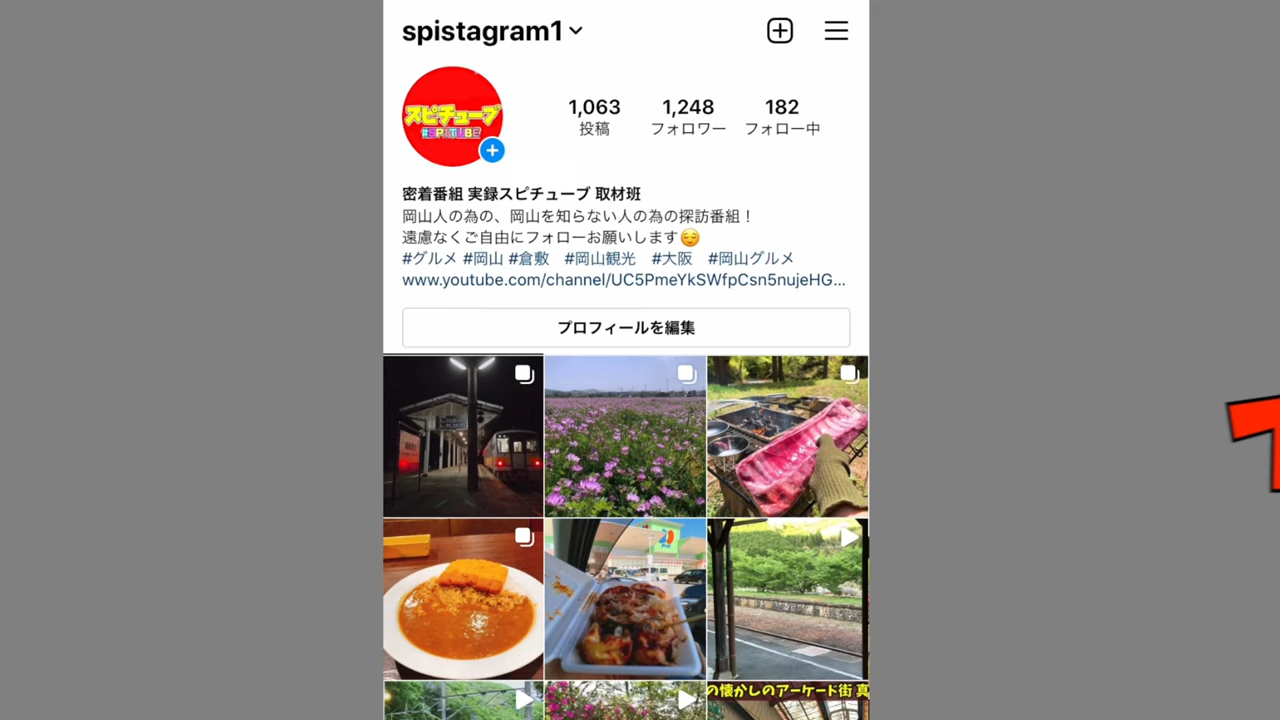 spistagram1
スピチューブ
#SPITUBE
1,063 1,248 182
投稿 フォロワー フォロー中
密着番組 実録スピチューブ 取材班
岡山人の為の、岡山を知らない人の為の探訪番組！
遠慮なくご自由にフォローお願いします😌
#グルメ #岡山 #倉敷　#岡山観光　#大阪　#岡山グルメ
www.youtube.com/channel/UC5PmeYkSWfpCsn5nujeHG...
プロフィールを編集
の懐かしのアーケード街 真